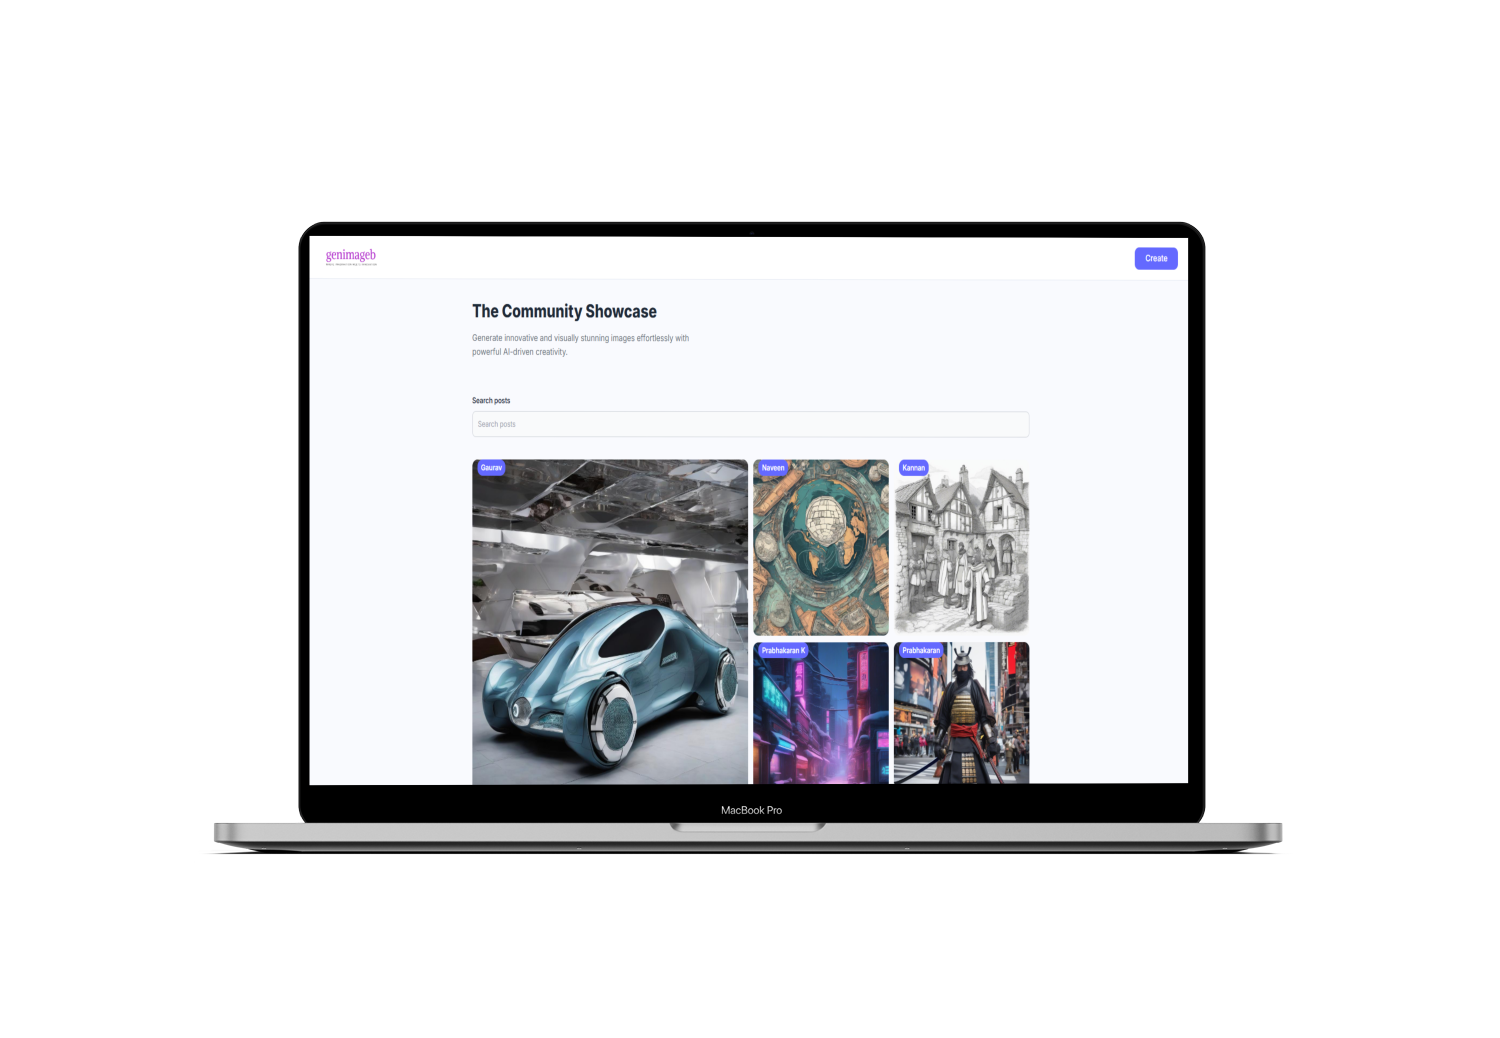 genimageb
Create
The Community Showcase
Generate innovative and visually stunning images effortlessly with
powerful AI-driven creativity.
Search posts
Search posts
Gaurav
Naveen
Kannan
Prabhakaran K
Prabhakaran
MacBook Pro